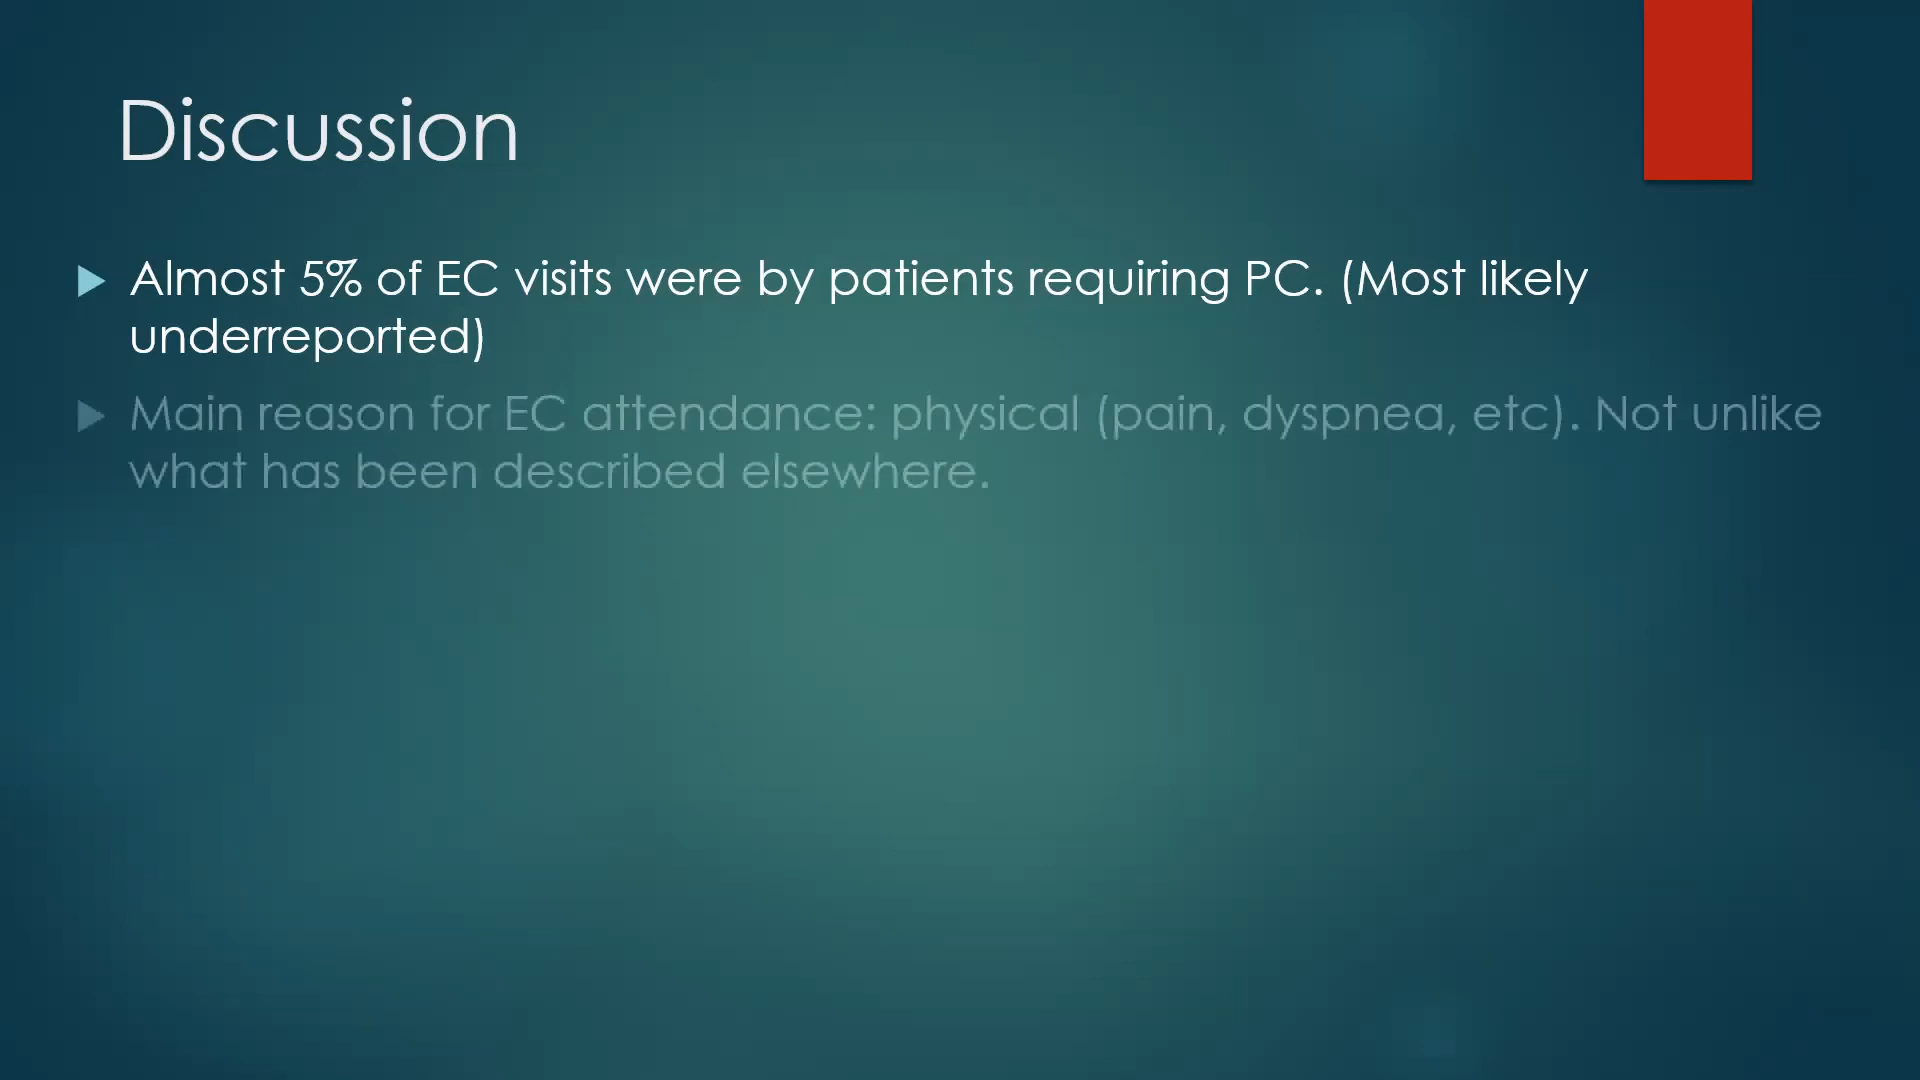 Discussion
Almost 5% of EC visits were by patients requiring PC. (Most likely
underreported)
Main reason for EC attendance: physical (pain, dyspnea, etc). Not unlike
what has been described elsewhere.